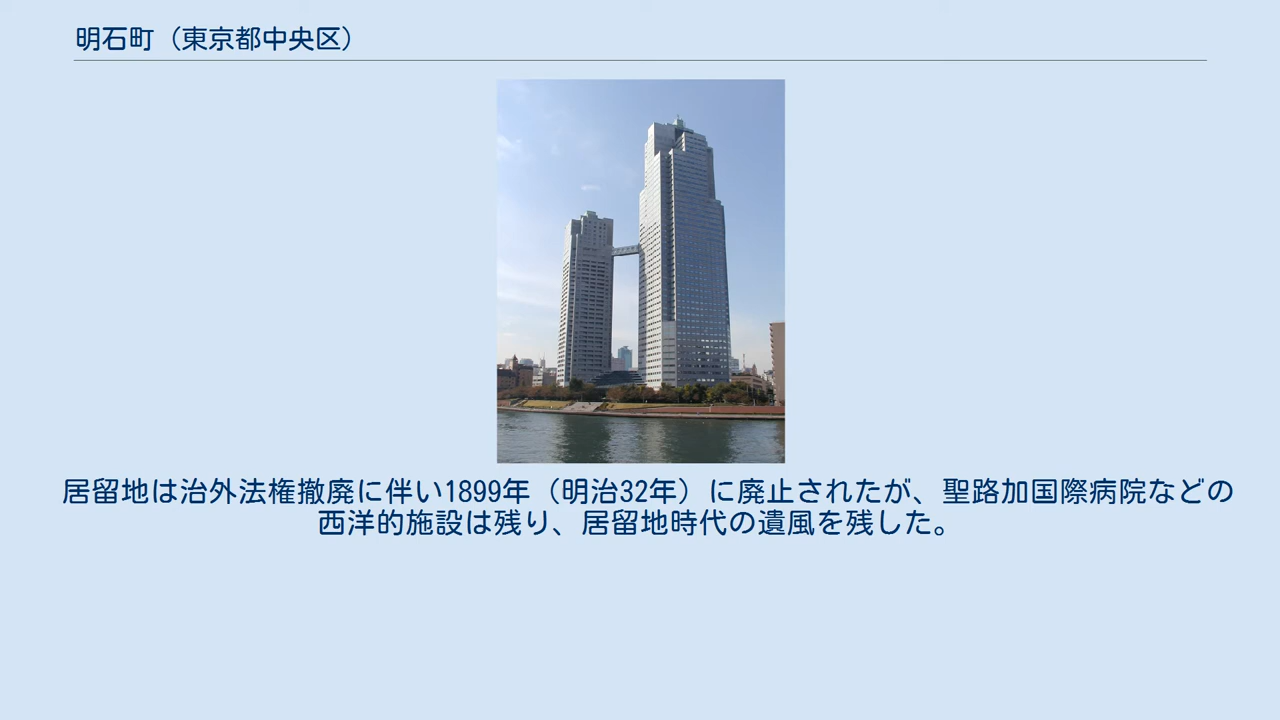 明石町（東京都中央区）
居留地は治外法権撤廃に伴い1899年（明治32年）に廃止されたが、聖路加国際病院などの
西洋的施設は残り、居留地時代の遺風を残した。